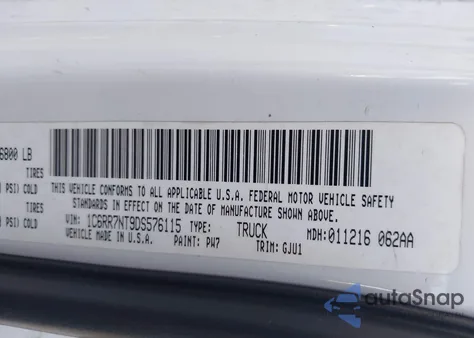 6800 LB
TIRES
PSI) COLD
THIS VEHICLE CONFORMS TO ALL APPLICABLE U.S.A. FEDERAL MOTOR VEHICLE SAFETY
TIRES
STANDARDS IN EFFECT ON THE DATE OF MANUFACTURE SHOWN ABOVE.
PSI) COLD
VIN: 1C6RR7NT9DS576115 TYPE: TRUCK MDH: 011216 062AA
VEHICLE MADE IN U.S.A. PAINT: PW7 TRIM: GJU1
autoSnap